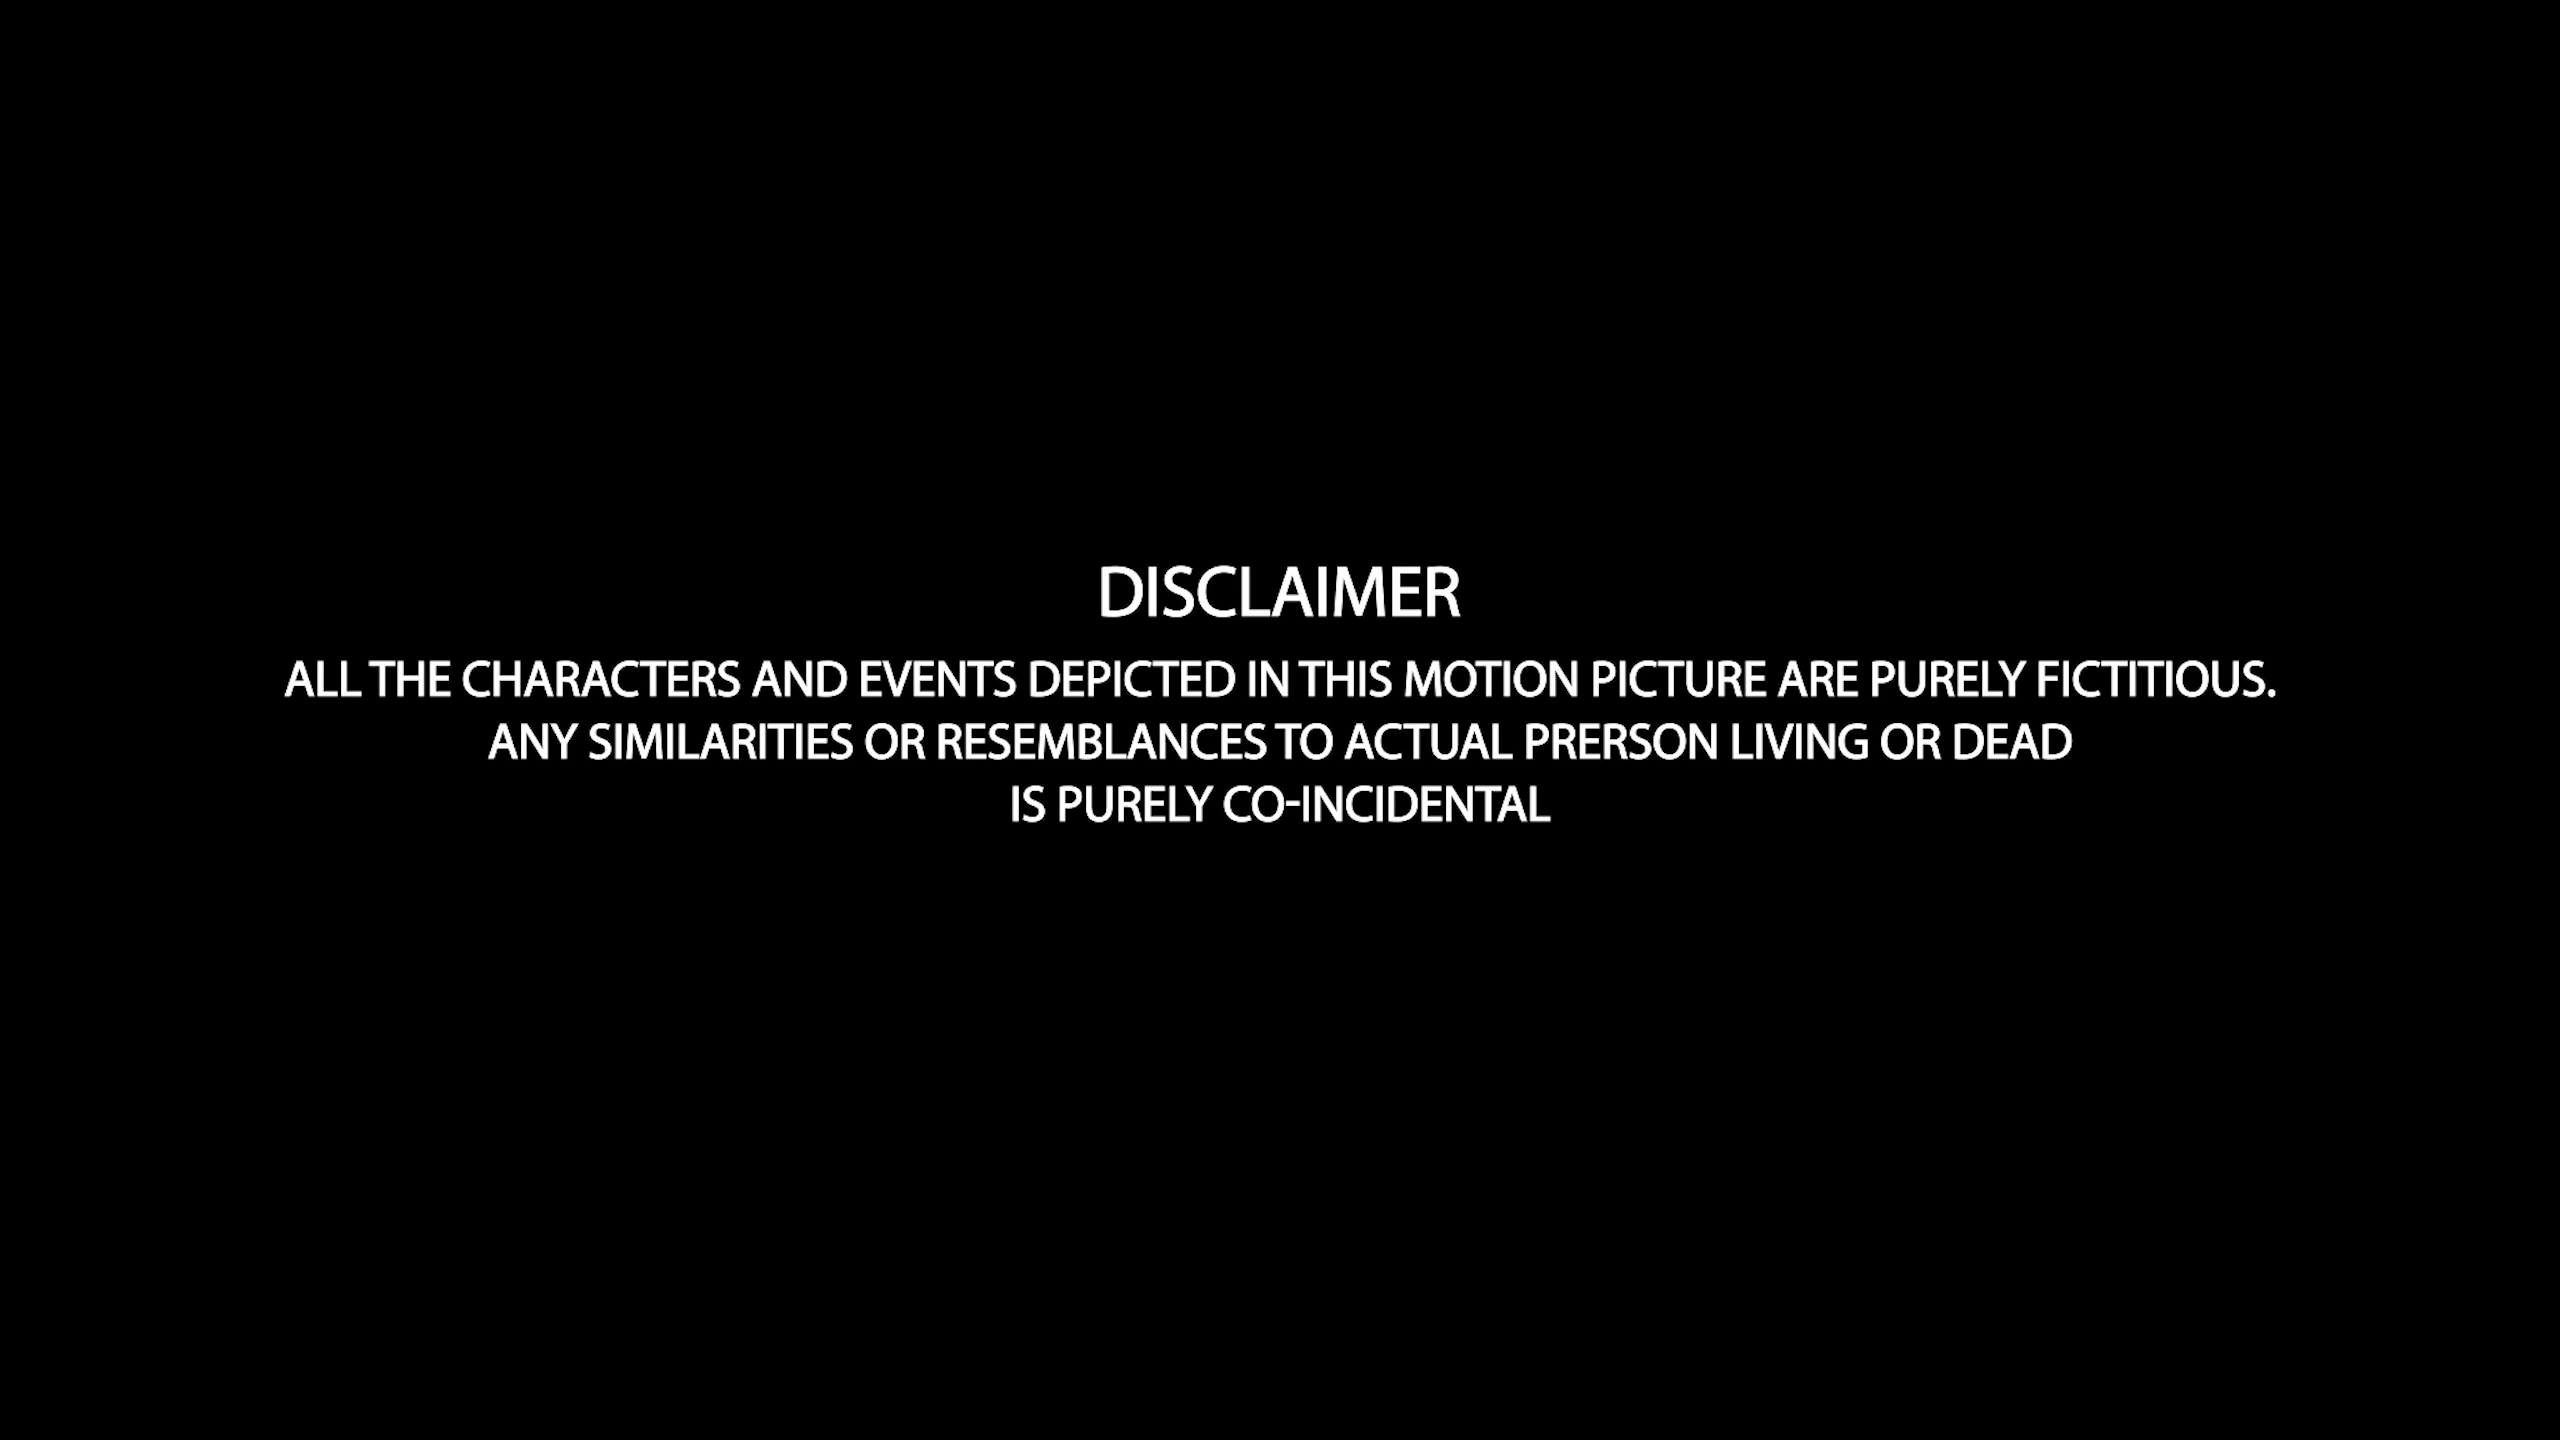 DISCLAIMER
ALL THE CHARACTERS AND EVENTS DEPICTED IN THIS MOTION PICTURE ARE PURELY FICTITIOUS.
ANY SIMILARITIES OR RESEMBLANCES TO ACTUAL PRERSON LIVING OR DEAD
IS PURELY CO-INCIDENTAL